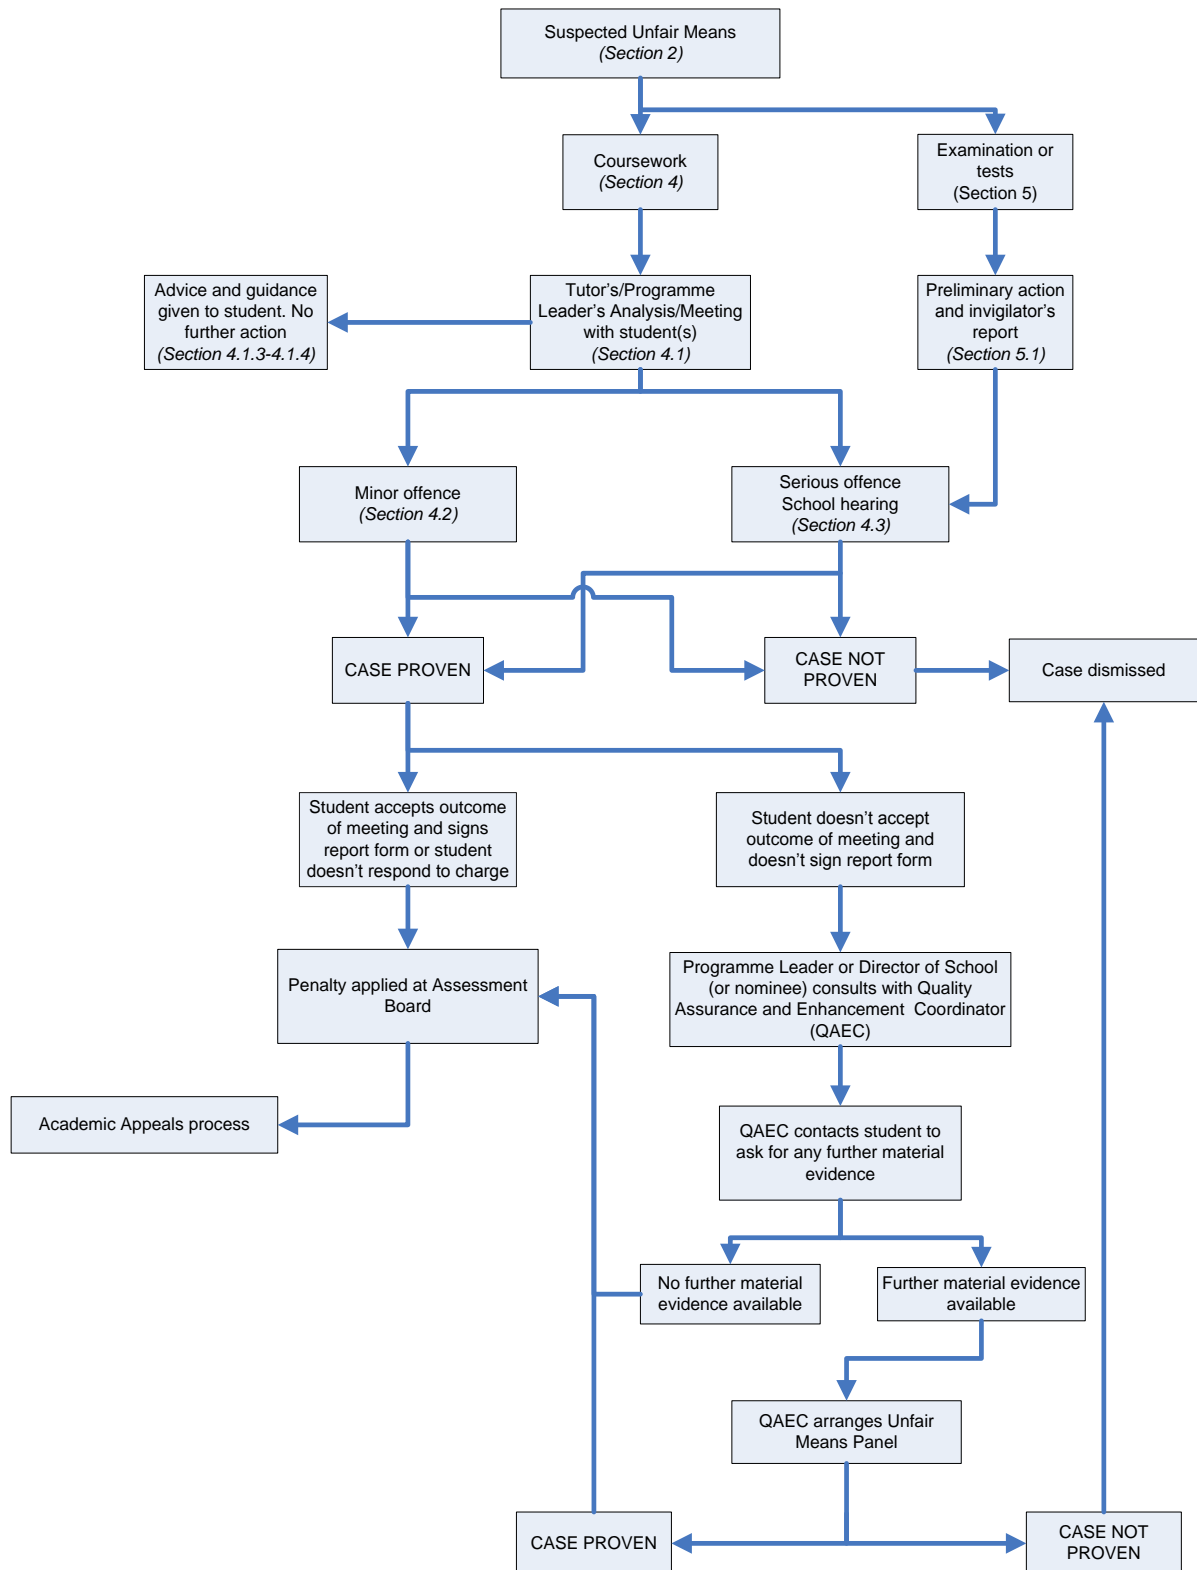 Suspected Unfair Means
(Section 2)
Coursework
(Section 4)
Examination or
tests
(Section 5)
Advice and guidance
given to student. No
further action
(Section 4.1.3-4.1.4)
Tutor’s/Programme
Leader’s Analysis/Meeting
with student(s)
(Section 4.1)
Preliminary action
and invigilator’s
report
(Section 5.1)
Minor offence
(Section 4.2)
Serious offence
School hearing
(Section 4.3)
CASE PROVEN
CASE NOT
PROVEN
Case dismissed
Student accepts outcome
of meeting and signs
report form or student
doesn’t respond to charge
Student doesn’t accept
outcome of meeting and
doesn’t sign report form
Penalty applied at Assessment
Board
Programme Leader or Director of School
(or nominee) consults with Quality
Assurance and Enhancement Coordinator
(QAEC)
Academic Appeals process
QAEC contacts student to
ask for any further material
evidence
No further material
evidence available
Further material evidence
available
QAEC arranges Unfair
Means Panel
CASE PROVEN
CASE NOT
PROVEN